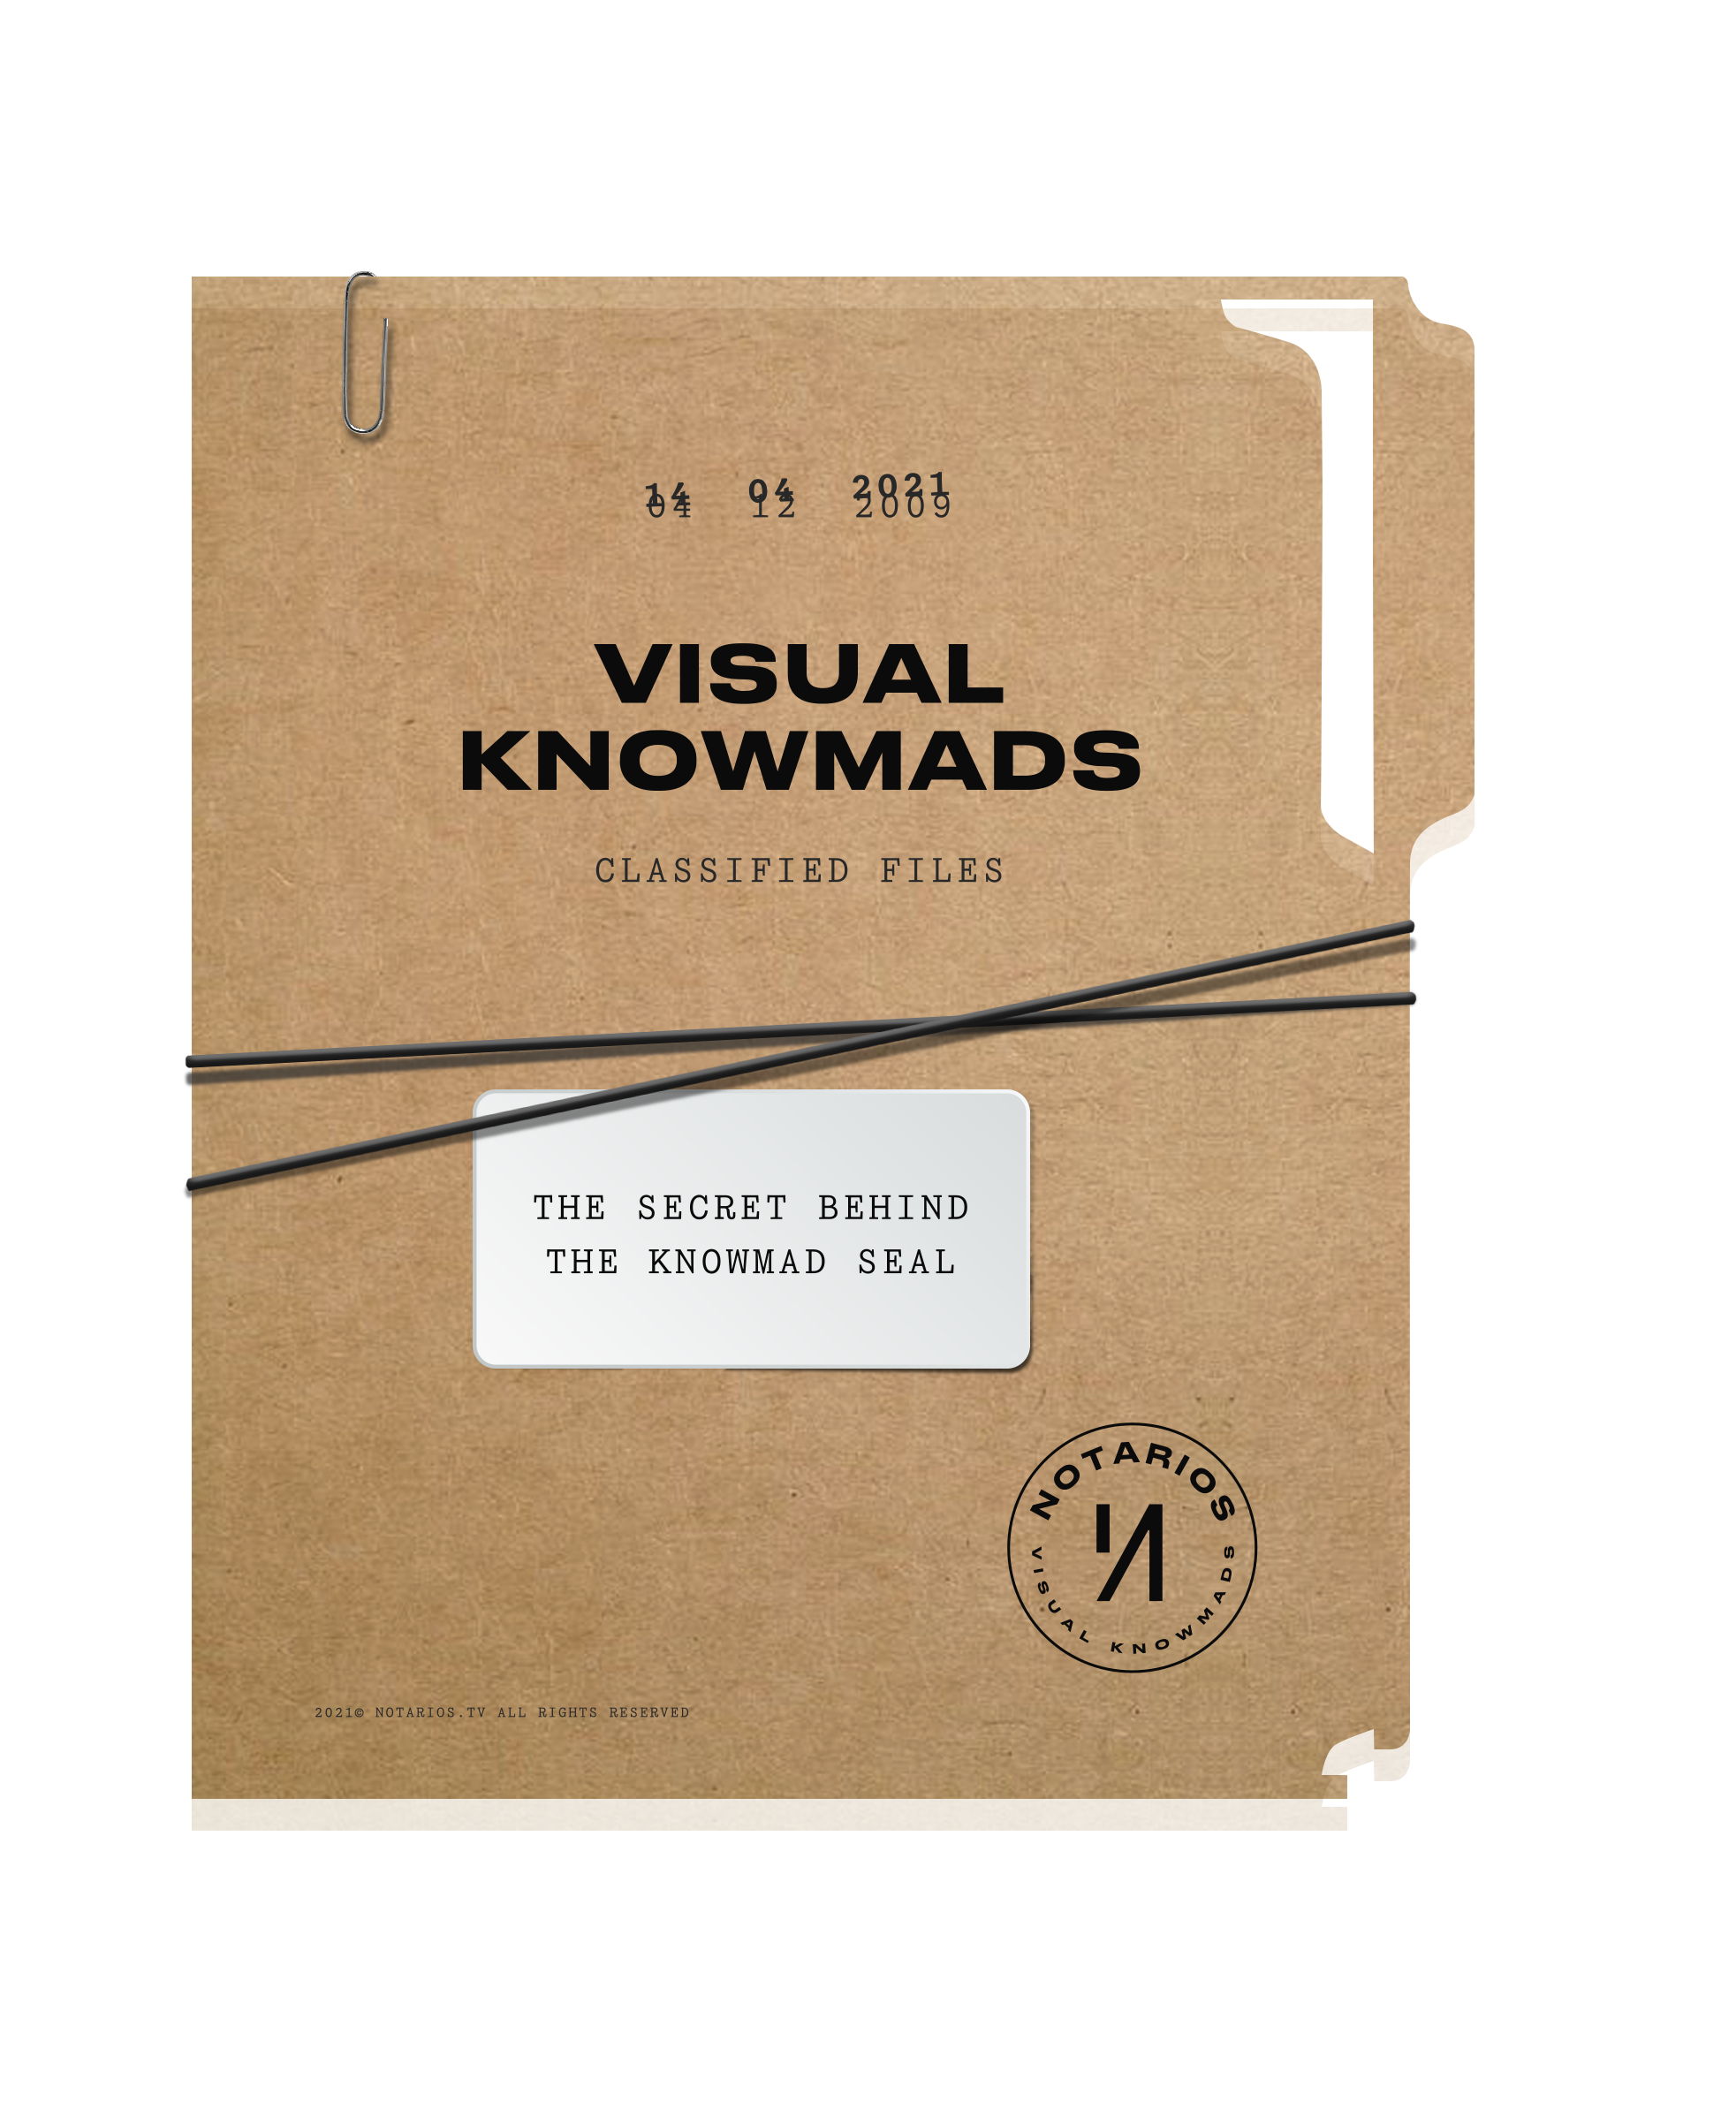 14 04 2021
04 12 2009
VISUAL
KNOWMADS
CLASSIFIED FILES
THE SECRET BEHIND
THE KNOWMAD SEAL
NOTARIOS
VISUAL KNOWMADS
2021© NOTARIOS.TV ALL RIGHTS RESERVED